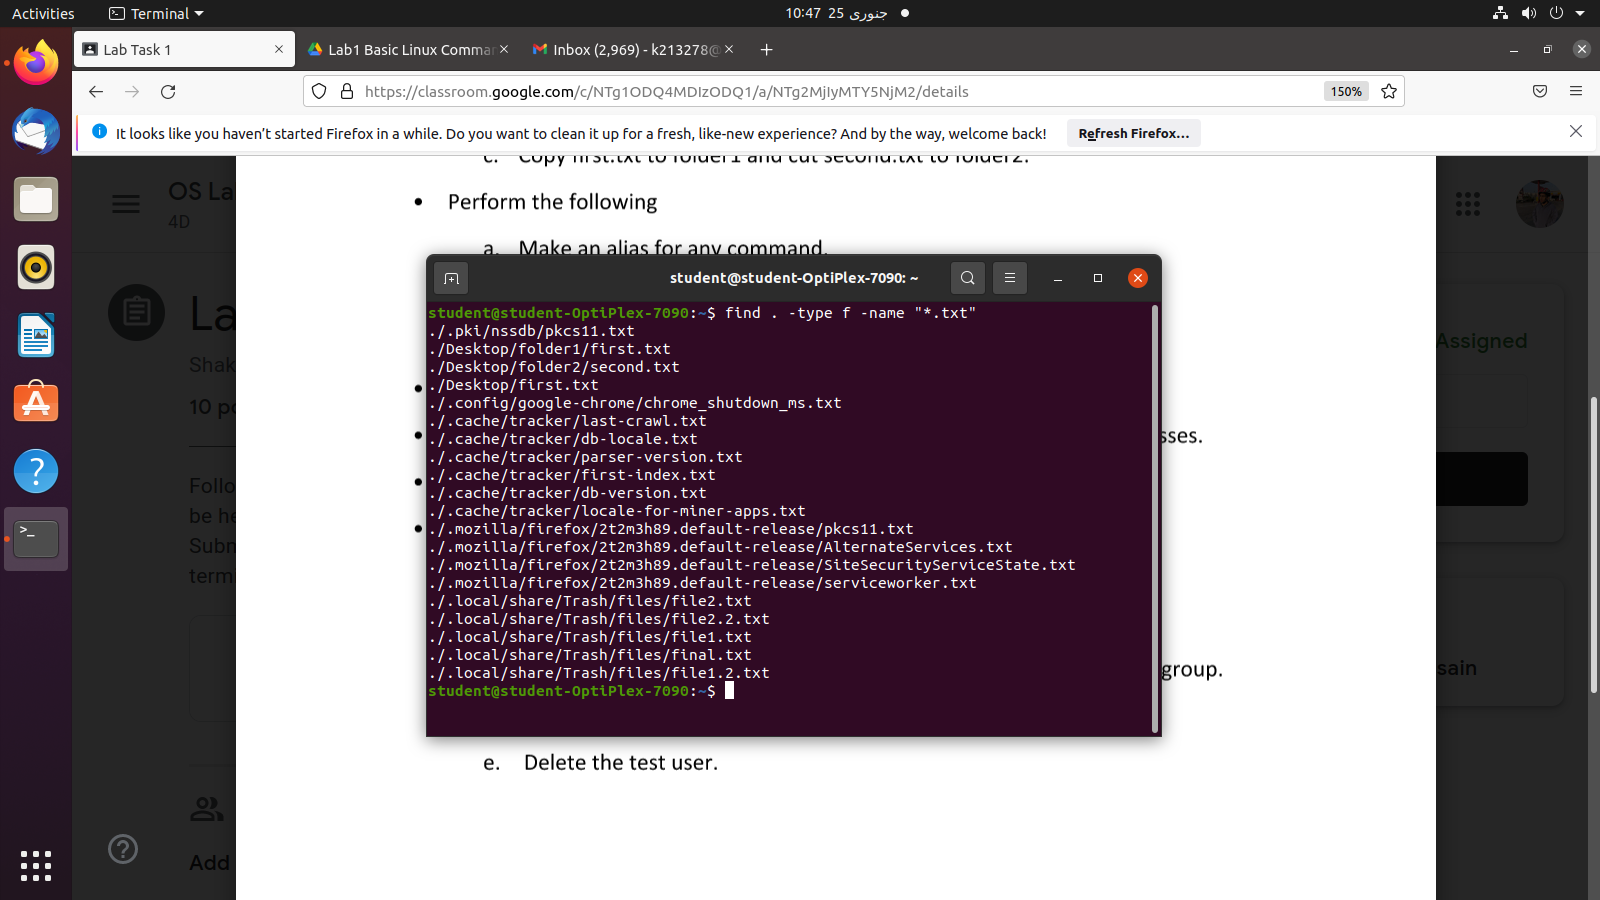 Activities
Terminal
10:47 25 جنوری
Lab Task 1
Lab1 Basic Linux Comman
Inbox (2,969) - k213278@
https://classroom.google.com/c/NTg1ODQ4MDIzODQ1/a/NTg2MjIyMTY5NjM2/details
150%
It looks like you haven’t started Firefox in a while. Do you want to clean it up for a fresh, like-new experience? And by the way, welcome back!
Refresh Firefox...
c. Copy first.txt to folder1 and cut second.txt to folder2.
OS La
4D
• Perform the following
a. Make an alias for any command.
student@student-OptiPlex-7090: ~
student@student-OptiPlex-7090:~$ find . -type f -name "*.txt"
./.pki/nssdb/pkcs11.txt
./Desktop/folder1/first.txt
./Desktop/folder2/second.txt
./Desktop/first.txt
./.config/google-chrome/chrome_shutdown_ms.txt
./.cache/tracker/last-crawl.txt
./.cache/tracker/db-locale.txt
./.cache/tracker/parser-version.txt
./.cache/tracker/first-index.txt
./.cache/tracker/db-version.txt
./.cache/tracker/locale-for-miner-apps.txt
./.mozilla/firefox/2t2m3h89.default-release/pkcs11.txt
./.mozilla/firefox/2t2m3h89.default-release/AlternateServices.txt
./.mozilla/firefox/2t2m3h89.default-release/SiteSecurityServiceState.txt
./.mozilla/firefox/2t2m3h89.default-release/serviceworker.txt
./.local/share/Trash/files/file2.txt
./.local/share/Trash/files/file2.2.txt
./.local/share/Trash/files/file1.txt
./.local/share/Trash/files/final.txt
./.local/share/Trash/files/file1.2.txt
student@student-OptiPlex-7090:~$
La
Shak
10 po
Follo
be he
Subm
term
Assigned
sses.
group.
sain
e. Delete the test user.
Add